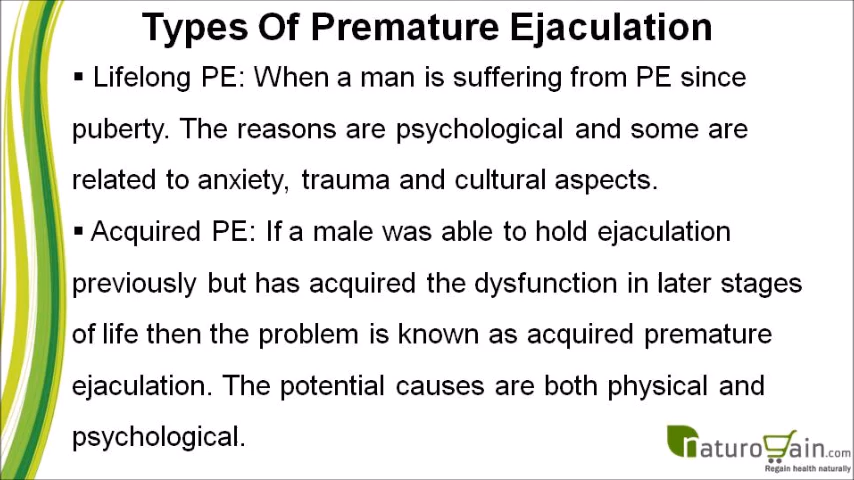 Types Of Premature Ejaculation
▪ Lifelong PE: When a man is suffering from PE since
puberty. The reasons are psychological and some are
related to anxiety, trauma and cultural aspects.
▪ Acquired PE: If a male was able to hold ejaculation
previously but has acquired the dysfunction in later stages
of life then the problem is known as acquired premature
ejaculation. The potential causes are both physical and
psychological.
naturogain.com
Regain health naturally